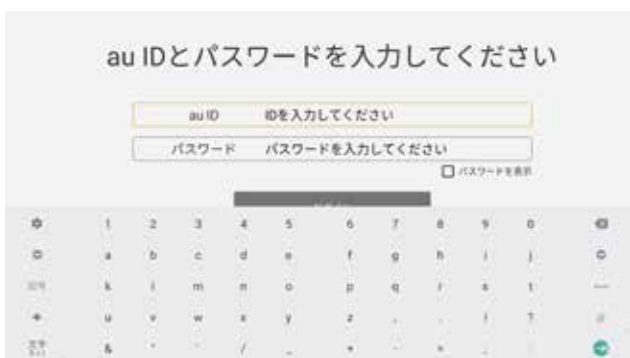 au IDとパスワードを入力してください
au ID IDを入力してください
パスワード パスワードを入力してください
パスワードを表示
1 2 3 4 5 6 7 8 9 0
a b c d e f g h i j
k l m n o p q r s t
u v w x y z . , ! ?
文字